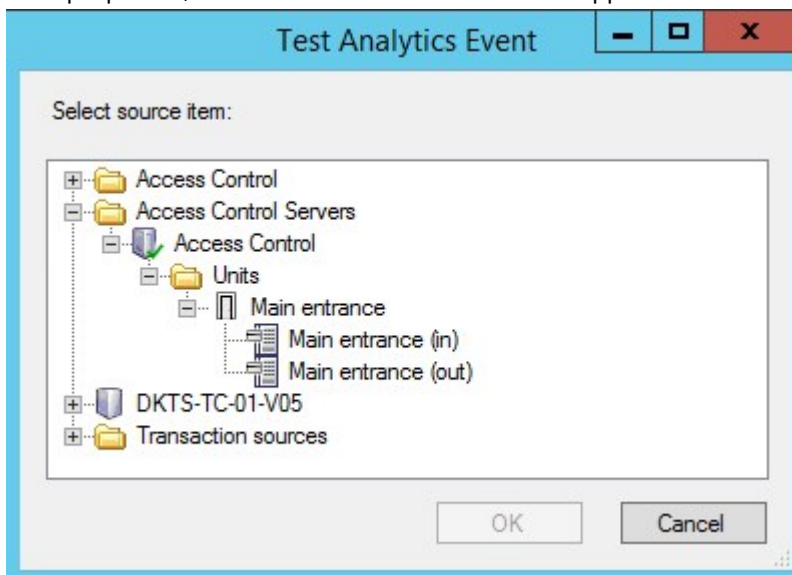 Test Analytics Event
Select source item:
Access Control
Access Control Servers
Access Control
Units
Main entrance
Main entrance (in)
Main entrance (out)
DKTS-TC-01-V05
Transaction sources
OK Cancel